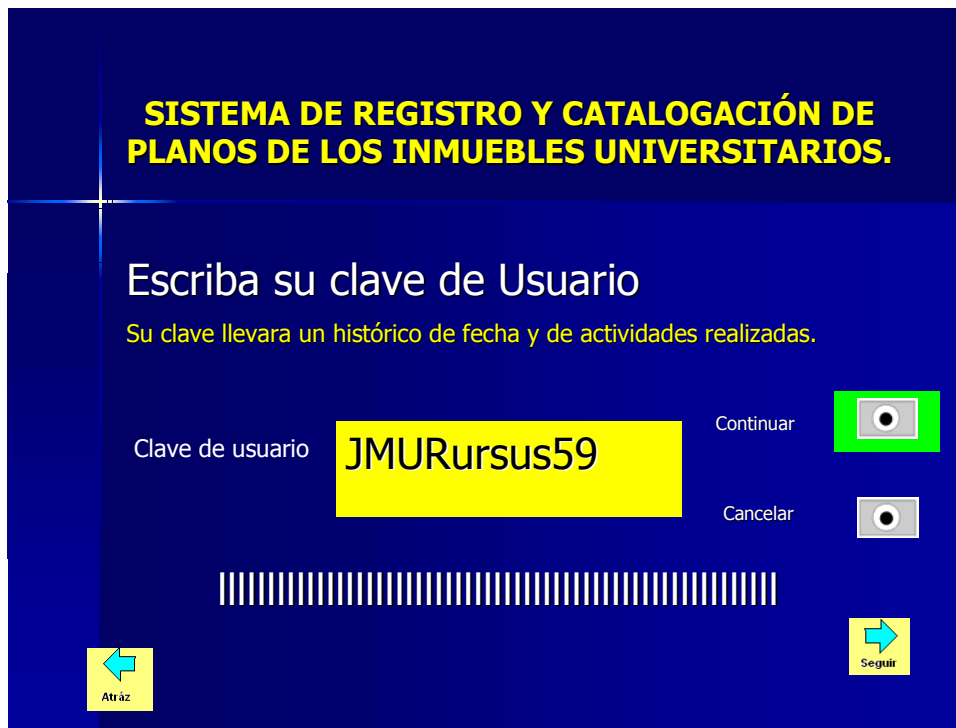 SISTEMA DE REGISTRO Y CATALOGACIÓN DE
PLANOS DE LOS INMUEBLES UNIVERSITARIOS.
Escriba su clave de Usuario
Su clave llevara un histórico de fecha y de actividades realizadas.
Clave de usuario
JMURursus59
Continuar
Cancelar
Seguir
Atráz